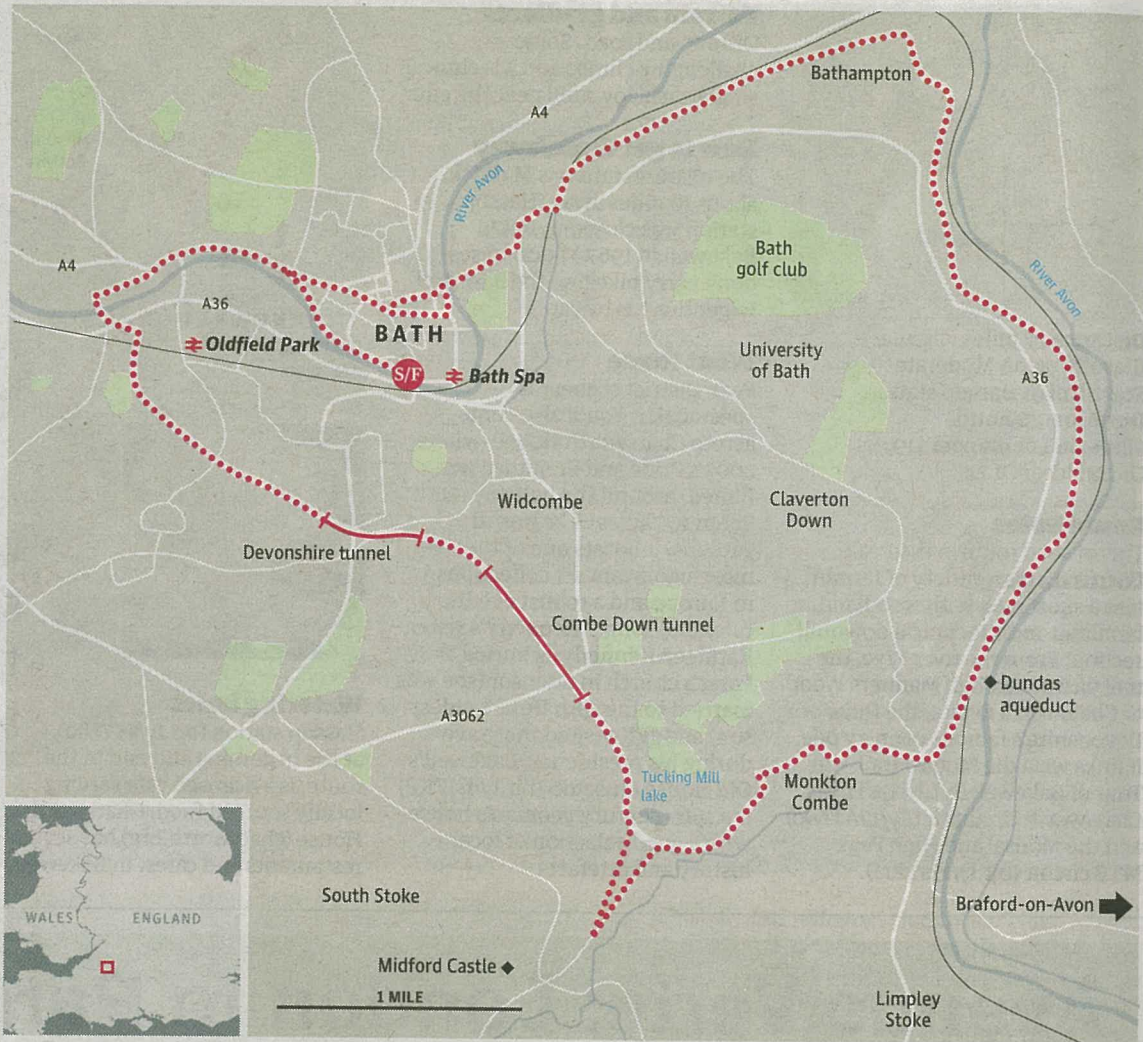 Bathampton
A4
River Avon
Bath
golf club
River Avon
A4
A36
BATH
Oldfield Park
S/F
Bath Spa
University
of Bath
A36
Widcombe
Claverton
Down
Devonshire tunnel
Combe Down tunnel
Dundas
aqueduct
A3062
Tucking Mill
lake
Monkton
Combe
South Stoke
Braford-on-Avon
WALES
ENGLAND
Midford Castle
1 MILE
Limpley
Stoke